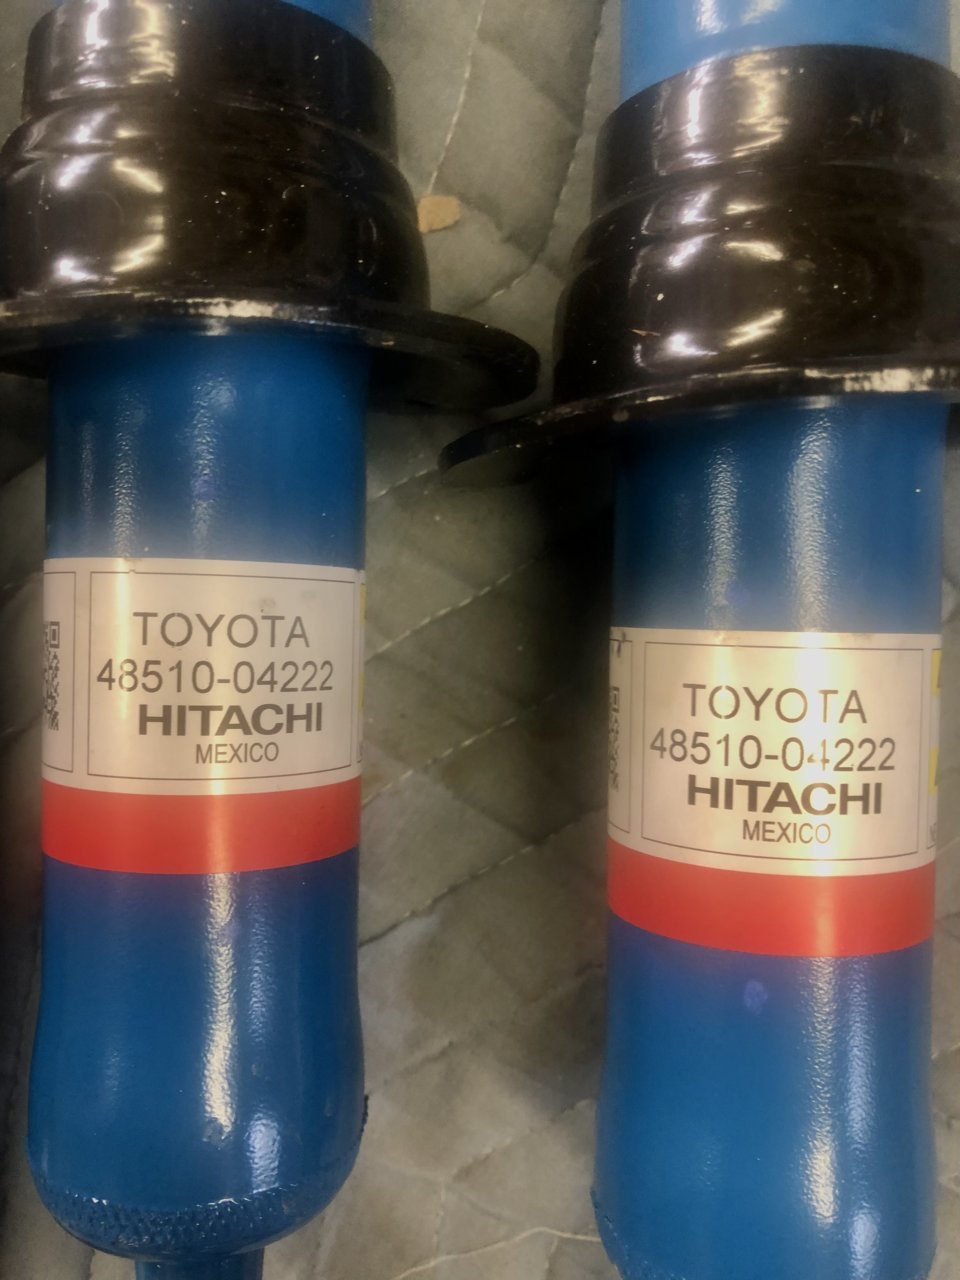 TOYOTA
48510-04222
HITACHI
MEXICO
TOYOTA
48510-04222
HITACHI
MEXICO